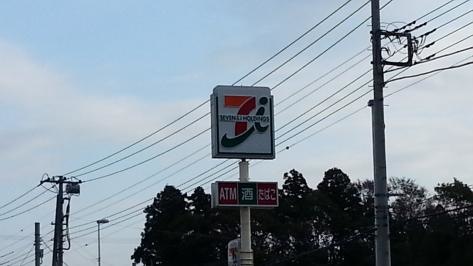 SEVEN & i HOLDINGS
ATM 酒 たばこ